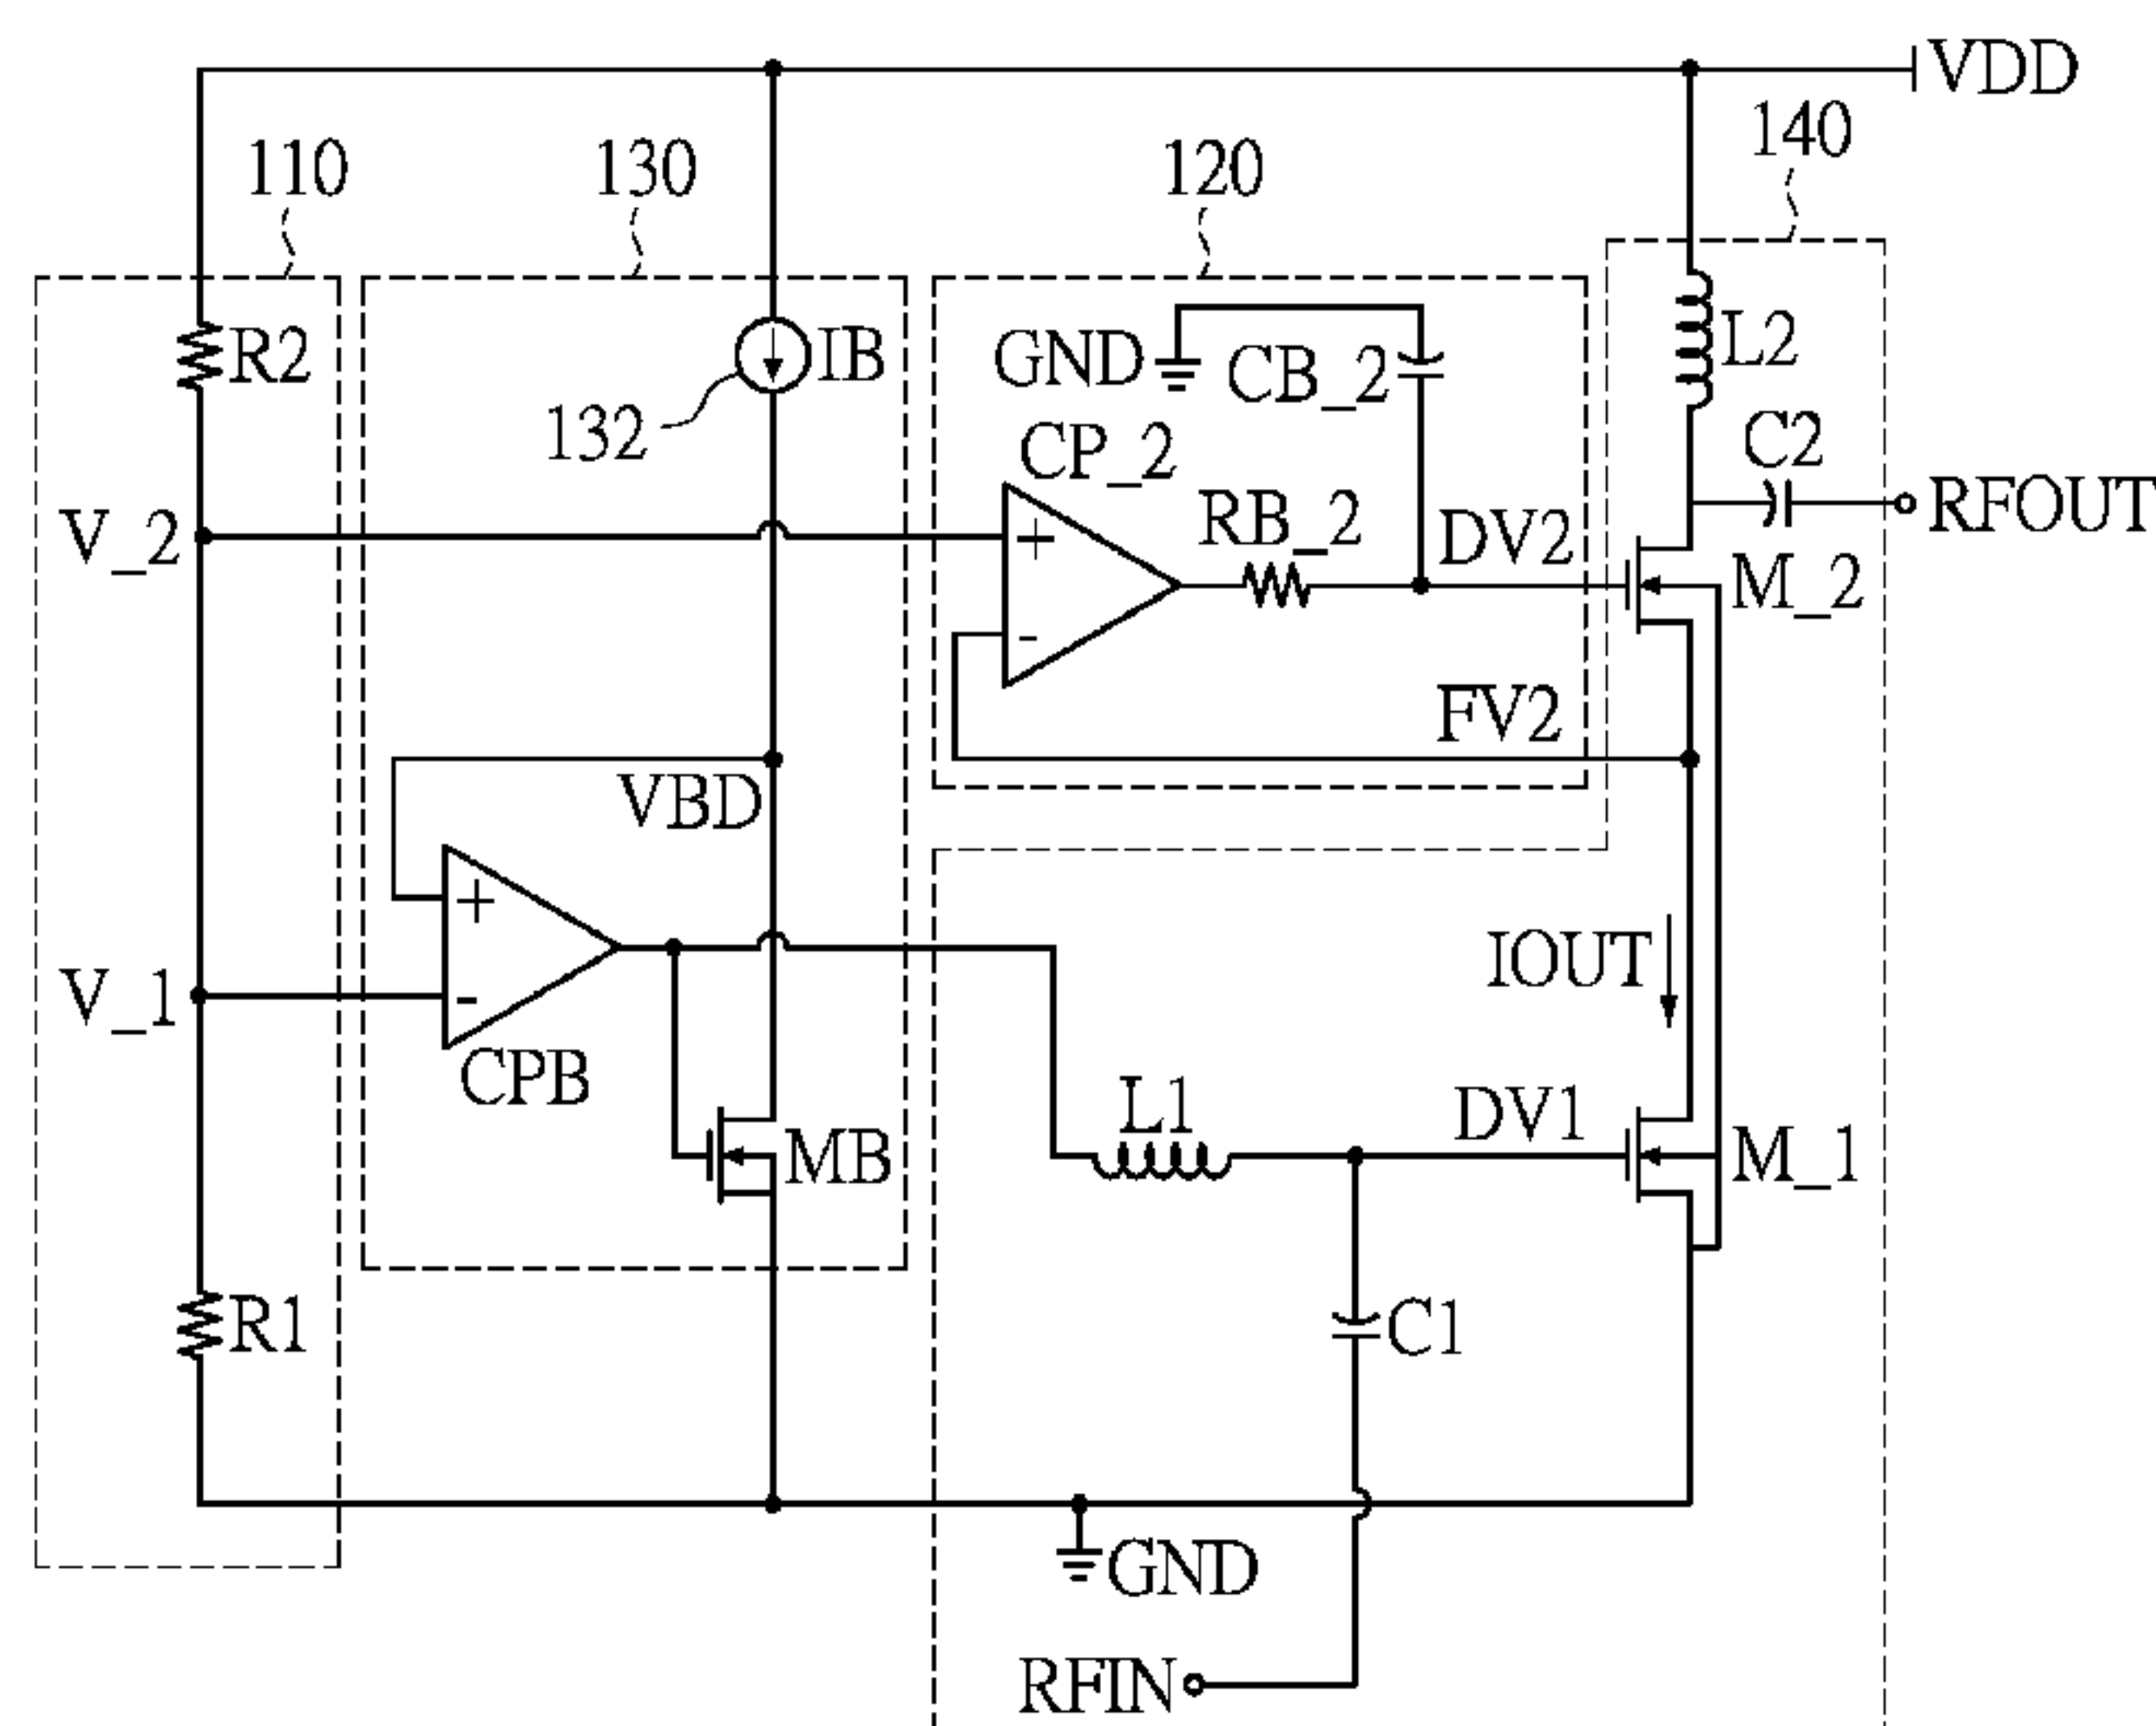 VDD
110
130
120
140
R2
IB
132
GND
CB_2
L2
CP_2
C2
RFOUT
V_2
+
RB_2
DV2
M_2
-
FV2
VBD
+
V_1
-
CPB
IOUT
MB
L1
DV1
M_1
R1
C1
GND
RFIN